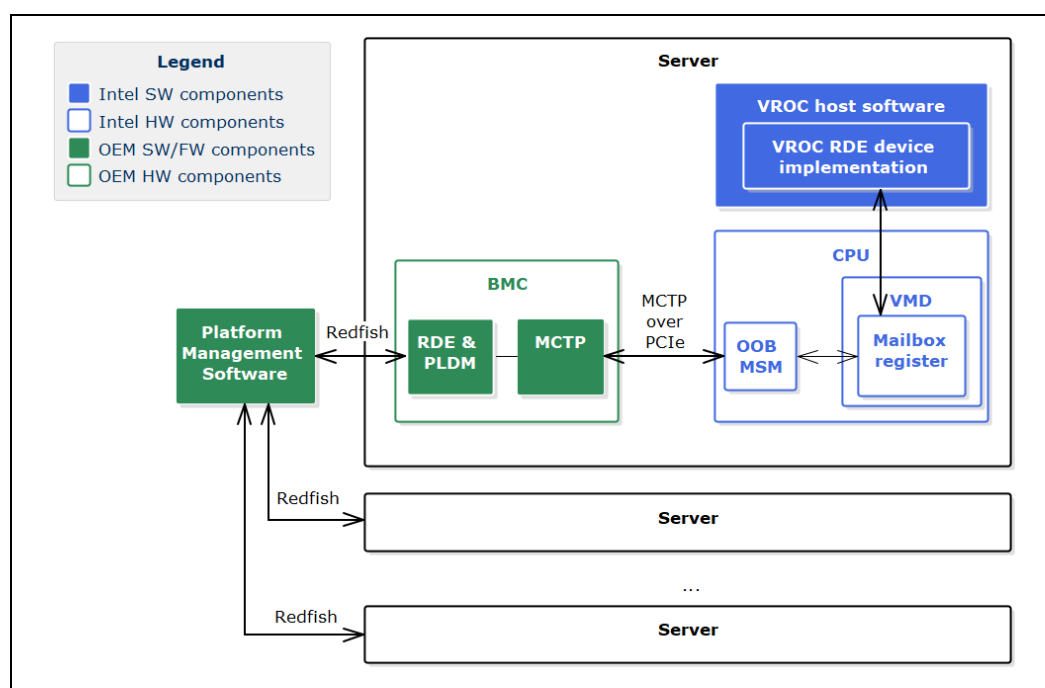 Legend
Intel SW components
Intel HW components
OEM SW/FW components
OEM HW components
Server
VROC host software
VROC RDE device
implementation
CPU
VMD
Mailbox
register
OOB
MSM
MCTP
over
PCIe
BMC
RDE &
PLDM
MCTP
Redfish
Platform
Management
Software
Redfish
Server
...
Redfish
Server